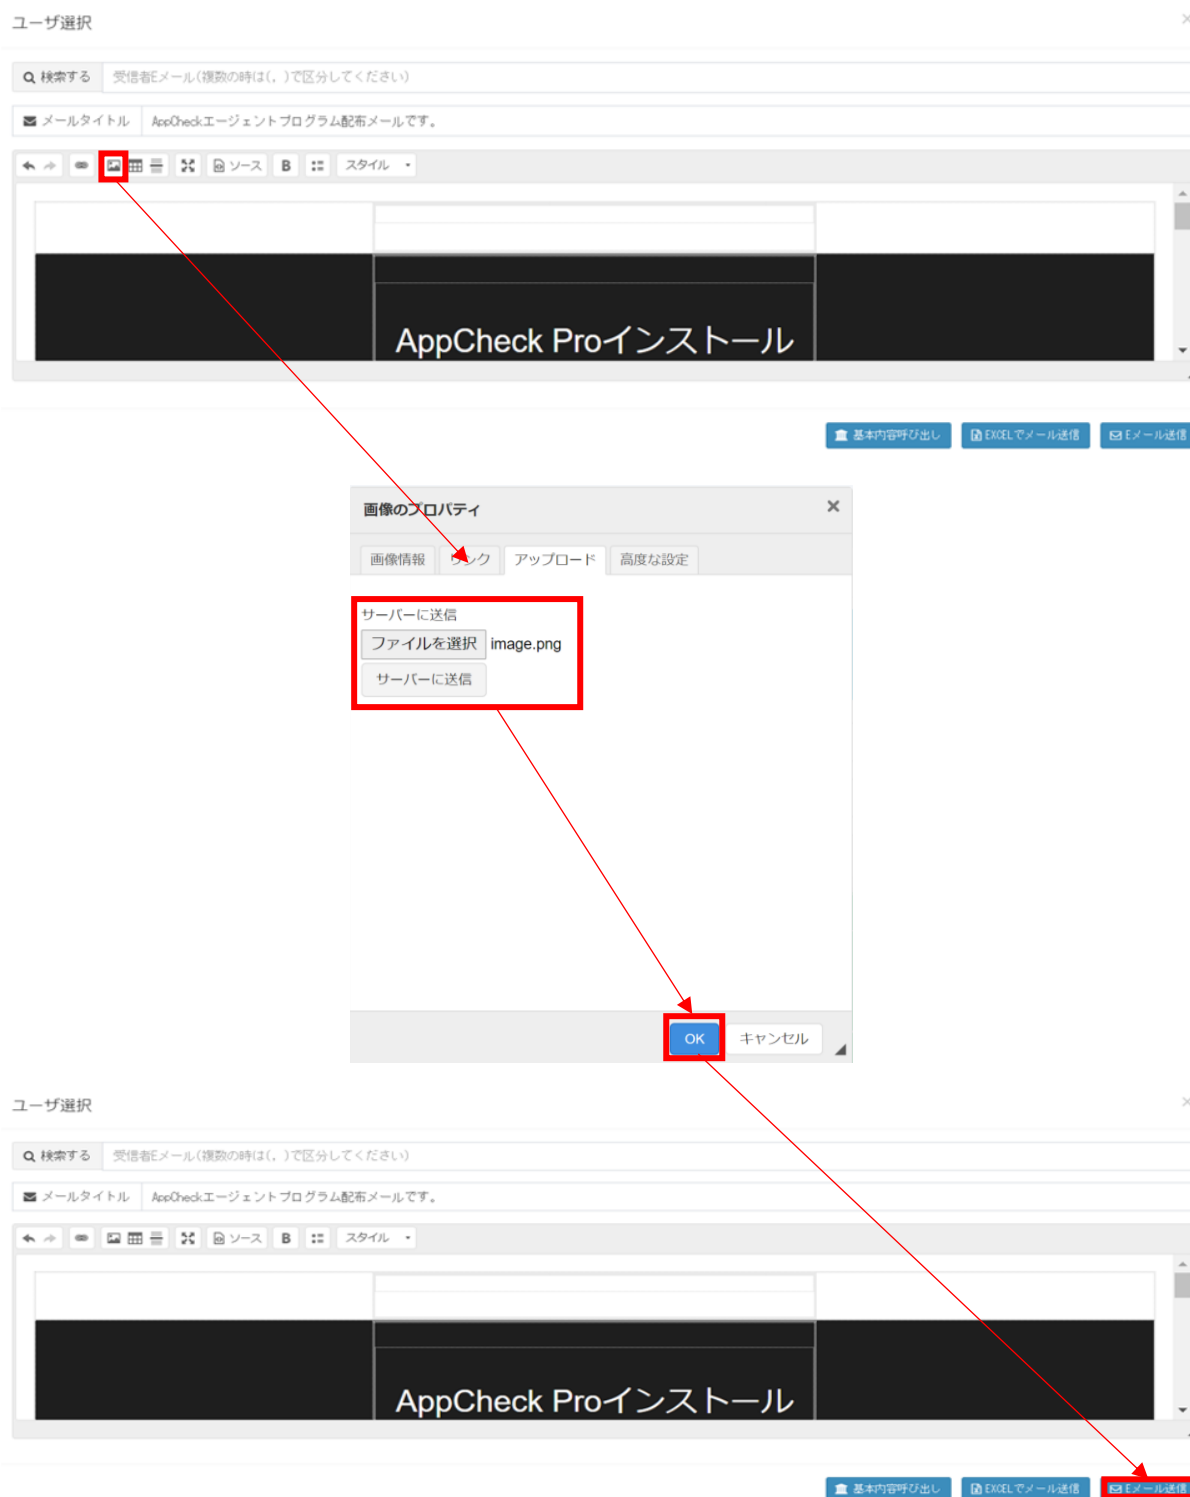 ユーザ選択
×
検索する 受信者Eメール(複数の時は(, )で区分してください)
メールタイトル AppCheckエージェントプログラム配布メールです。
ソース B スタイル
AppCheck Proインストール
基本内容呼び出し EXCELでメール送信 Eメール送信
画像のプロパティ ×
画像情報 リンク アップロード 高度な設定
サーバーに送信
ファイルを選択 image.png
サーバーに送信
OK キャンセル
ユーザ選択
×
検索する 受信者Eメール(複数の時は(, )で区分してください)
メールタイトル AppCheckエージェントプログラム配布メールです。
ソース B スタイル
AppCheck Proインストール
基本内容呼び出し EXCELでメール送信 Eメール送信